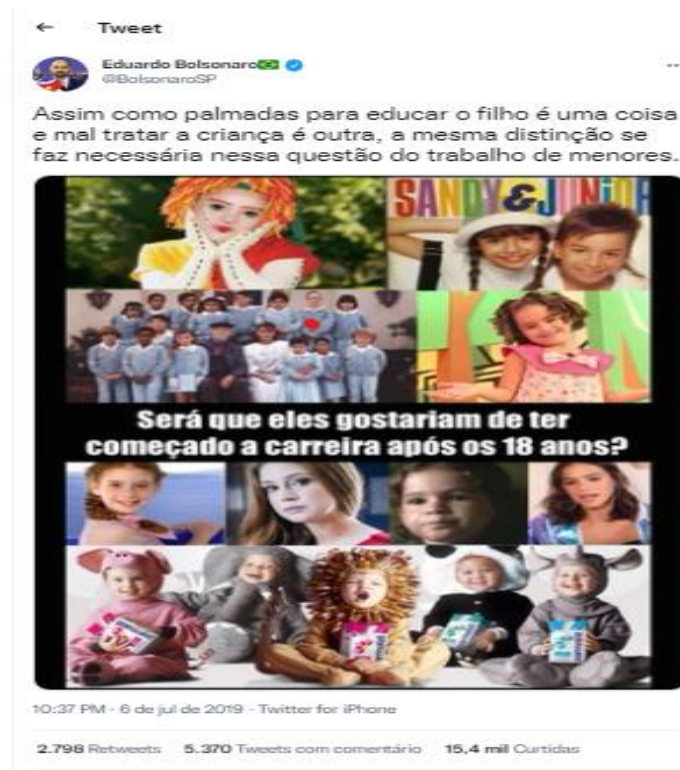 Tweet
Eduardo Bolsonaro
@BolsonaroSP
Assim como palmadas para educar o filho é uma coisa
e mal tratar a criança é outra, a mesma distinção se
faz necessária nessa questão do trabalho de menores.
SANDY & JUNIOR
Será que eles gostariam de ter
começado a carreira após os 18 anos?
10:37 PM · 6 de jul de 2019 · Twitter for iPhone
2.798 Retweets 5.370 Tweets com comentário 15,4 mil Curtidas